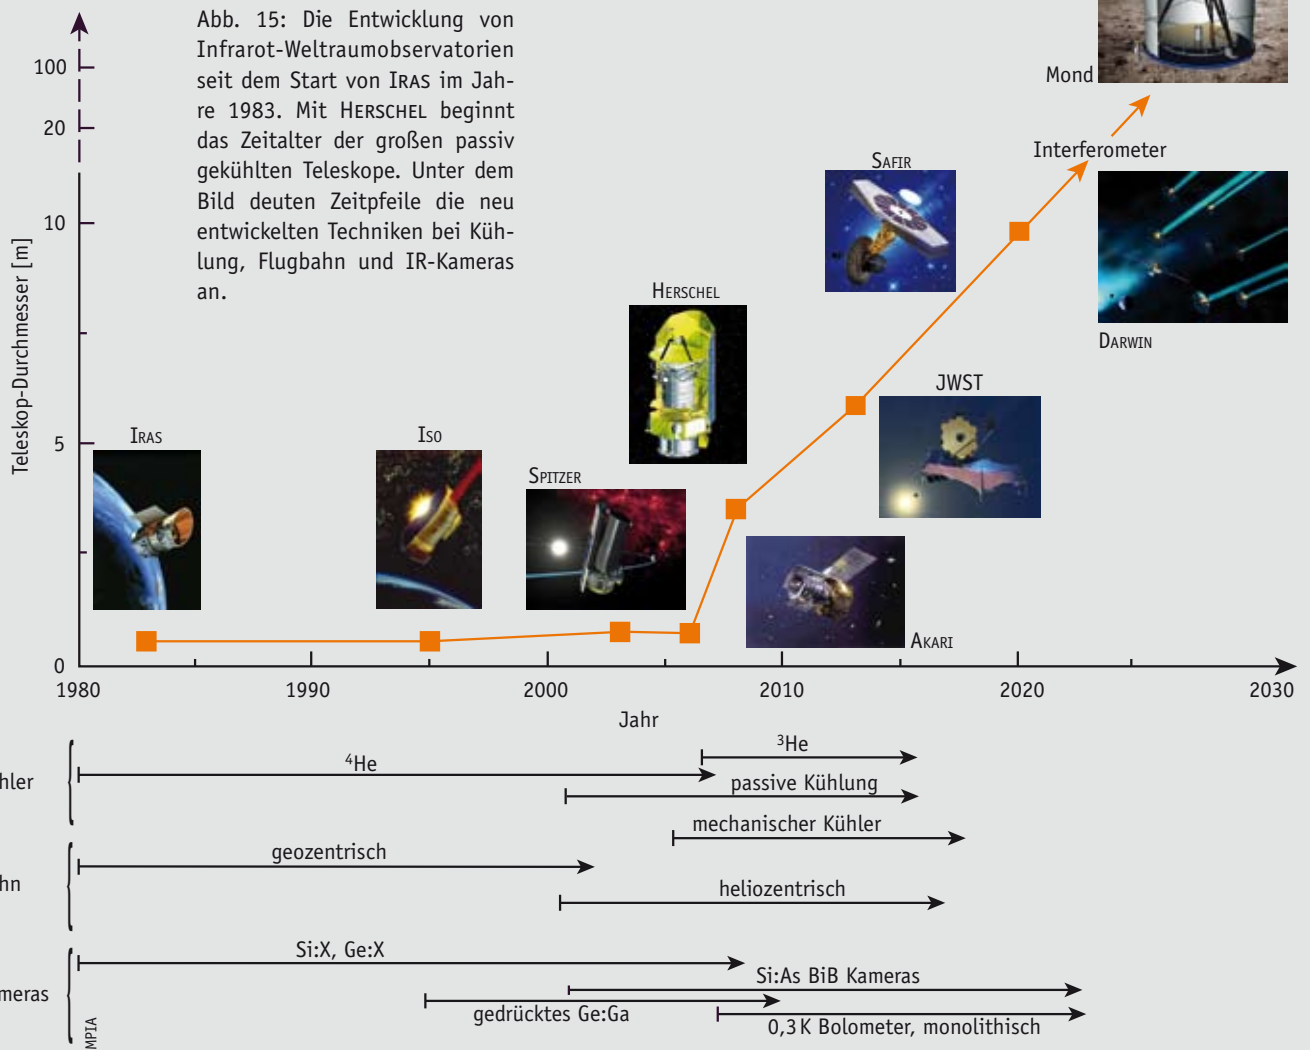 Abb. 15: Die Entwicklung von
Infrarot-Weltraumobservatorien
seit dem Start von IRAS im Jah-
re 1983. Mit HERSCHEL beginnt
das Zeitalter der großen passiv
gekühlten Teleskope. Unter dem
Bild deuten Zeitpfeile die neu
entwickelten Techniken bei Küh-
lung, Flugbahn und IR-Kameras
an.
100
20
10
5
0
Teleskop-Durchmesser [m]
Mond
Interferometer
SAFIR
DARWIN
HERSCHEL
JWST
IRAS
ISO
SPITZER
AKARI
1980
1990
2000
2010
2020
2030
Jahr
hler
³He
⁴He
passive Kühlung
mechanischer Kühler
hn
geozentrisch
heliozentrisch
meras
Si:X, Ge:X
Si:As BiB Kameras
gedrücktes Ge:Ga
0,3 K Bolometer, monolithisch
MPIA